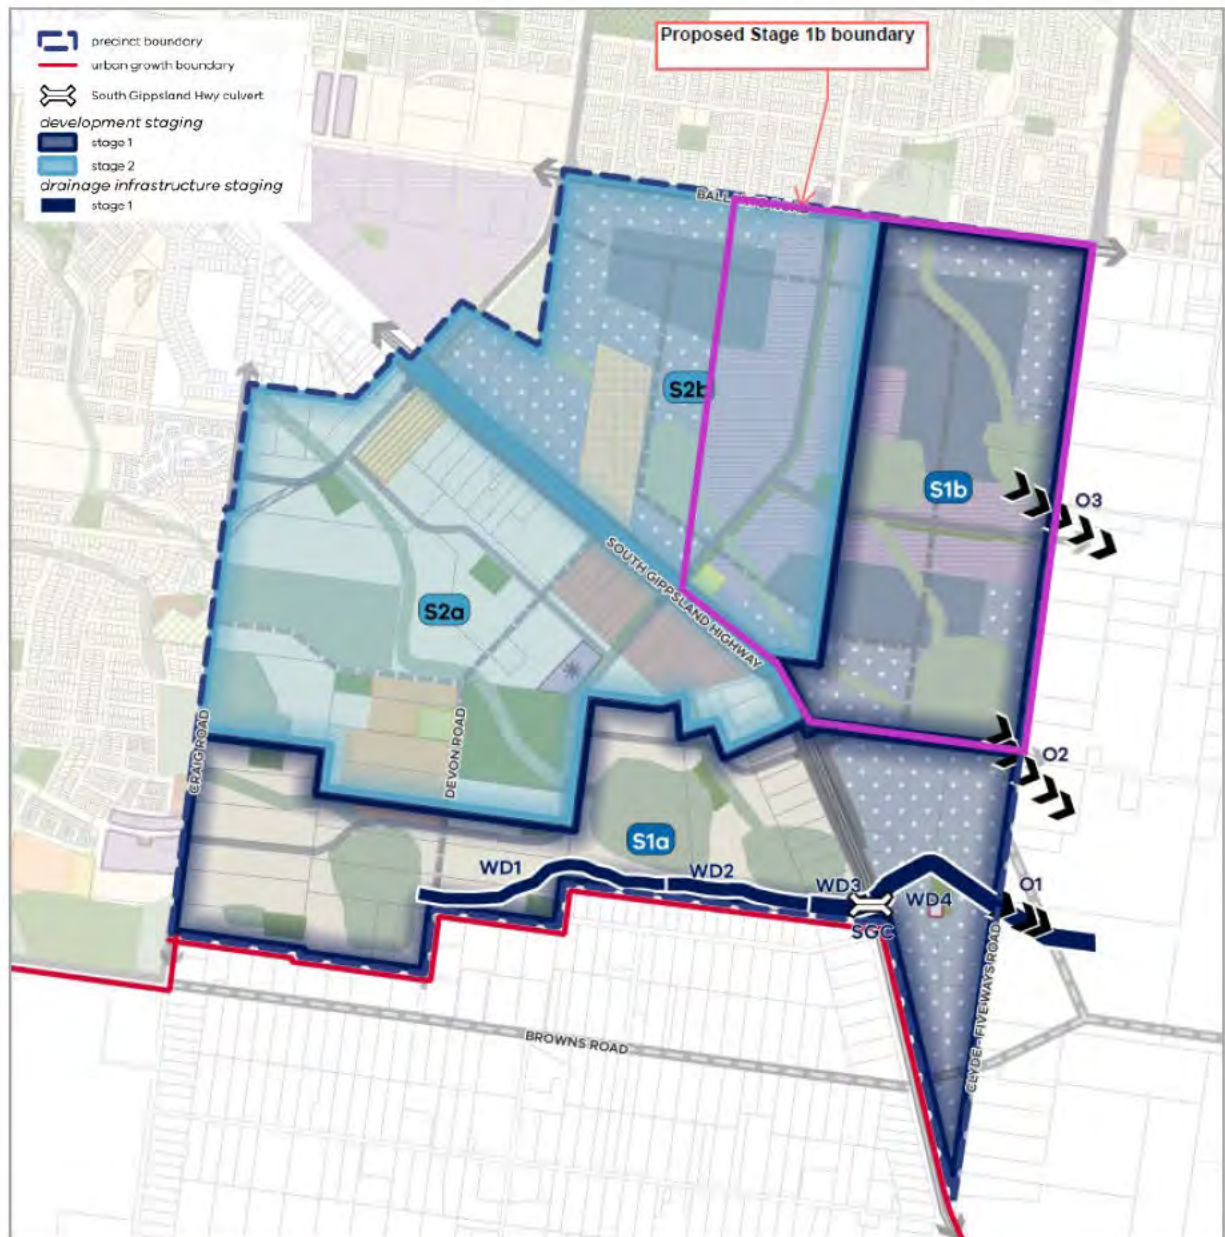 Proposed Stage 1b boundary
precinct boundary
urban growth boundary
South Gippsland Hwy culvert
development staging
stage 1
stage 2
drainage infrastructure staging
stage 1
S2b
S1b
O3
SOUTH GIPPSLAND HIGHWAY
S2a
CRAIG ROAD
DEVON ROAD
O2
S1a
WD1
WD2
WD3
WD4
O1
SGC
CLYDE - FIVE WAYS ROAD
BROWNS ROAD